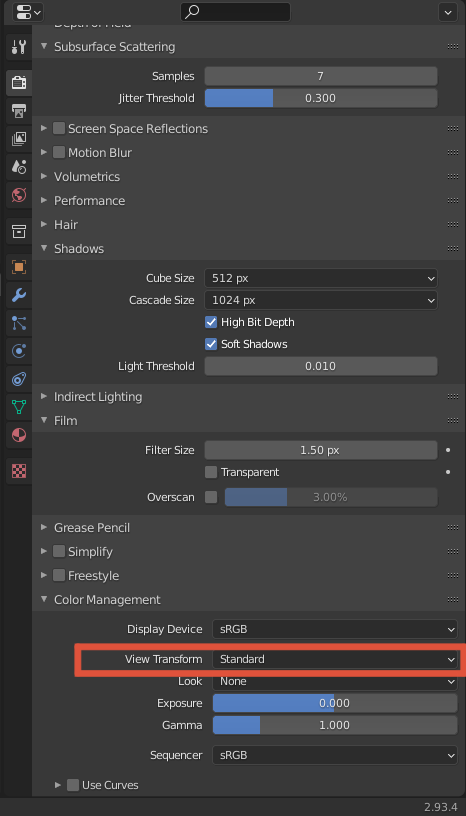 Depth of Field
Subsurface Scattering
Samples 7
Jitter Threshold 0.300
Screen Space Reflections
Motion Blur
Volumetrics
Performance
Hair
Shadows
Cube Size 512 px
Cascade Size 1024 px
High Bit Depth
Soft Shadows
Light Threshold 0.010
Indirect Lighting
Film
Filter Size 1.50 px
Transparent
Overscan 3.00%
Grease Pencil
Simplify
Freestyle
Color Management
Display Device sRGB
View Transform Standard
Look None
Exposure 0.000
Gamma 1.000
Sequencer sRGB
Use Curves
2.93.4